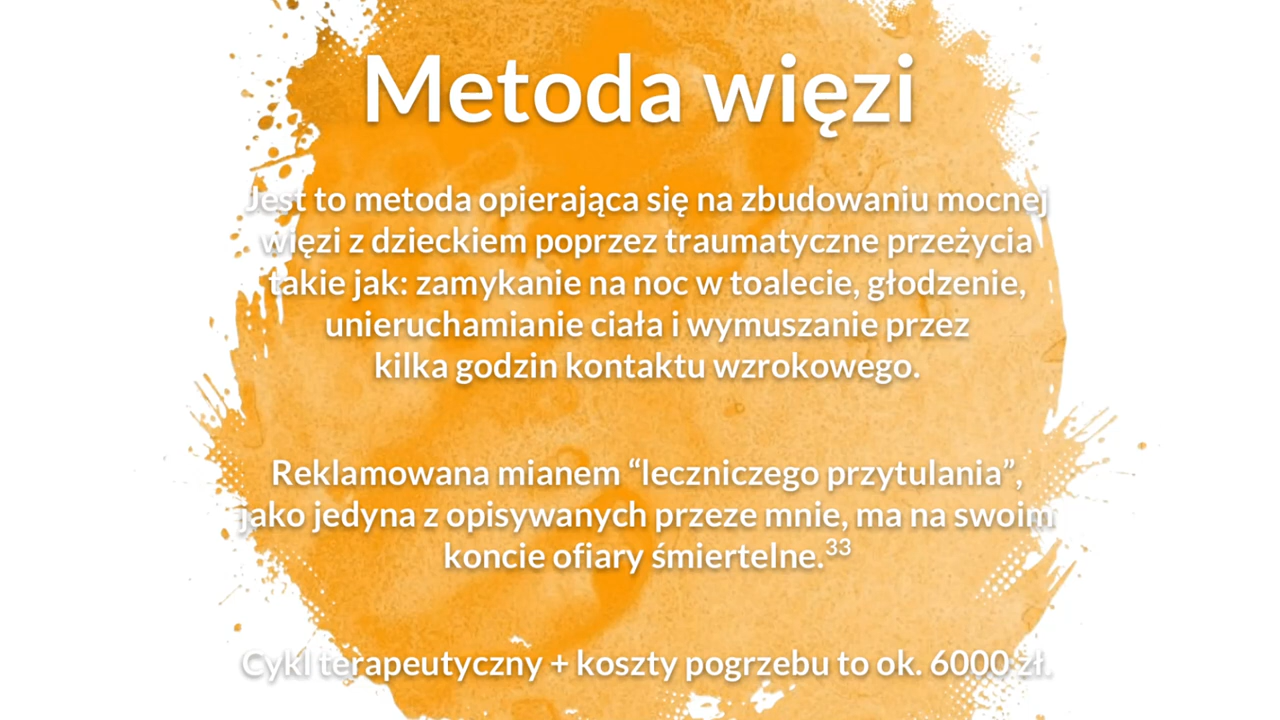 Metoda więzi
Jest to metoda opierająca się na zbudowaniu mocnej
więzi z dzieckiem poprzez traumatyczne przeżycia
takie jak: zamykanie na noc w toalecie, głodzenie,
unieruchamianie ciała i wymuszanie przez
kilka godzin kontaktu wzrokowego.
Reklamowana mianem “leczniczego przytulania”,
jako jedyna z opisywanych przeze mnie, ma na swoim
koncie ofiary śmiertelne.33
Cykl terapeutyczny + koszty pogrzebu to ok. 6000 zł.